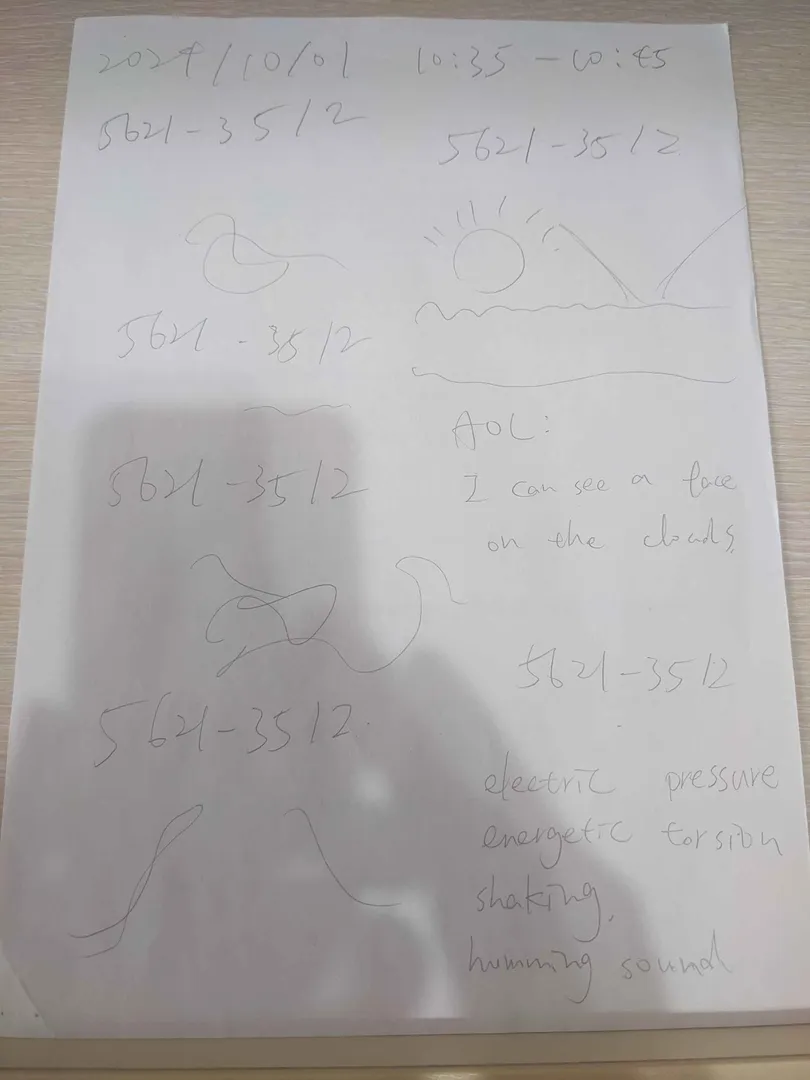 2024/10/01 10:35 - 10:45
5621-3512
5621-3512
5621-3512
5621-3512
5621-3512
AOL:
I can see a face
on the clouds,
5621-3512
electric pressure
energetic torsion
shaking,
humming sound